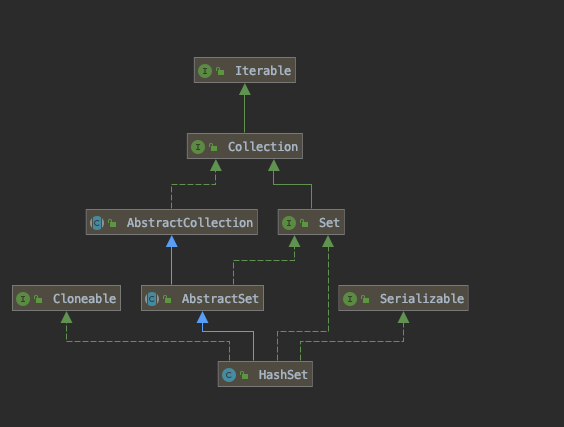 I Iterable
I Collection
C AbstractCollection
I Set
I Cloneable
C AbstractSet
I Serializable
C HashSet